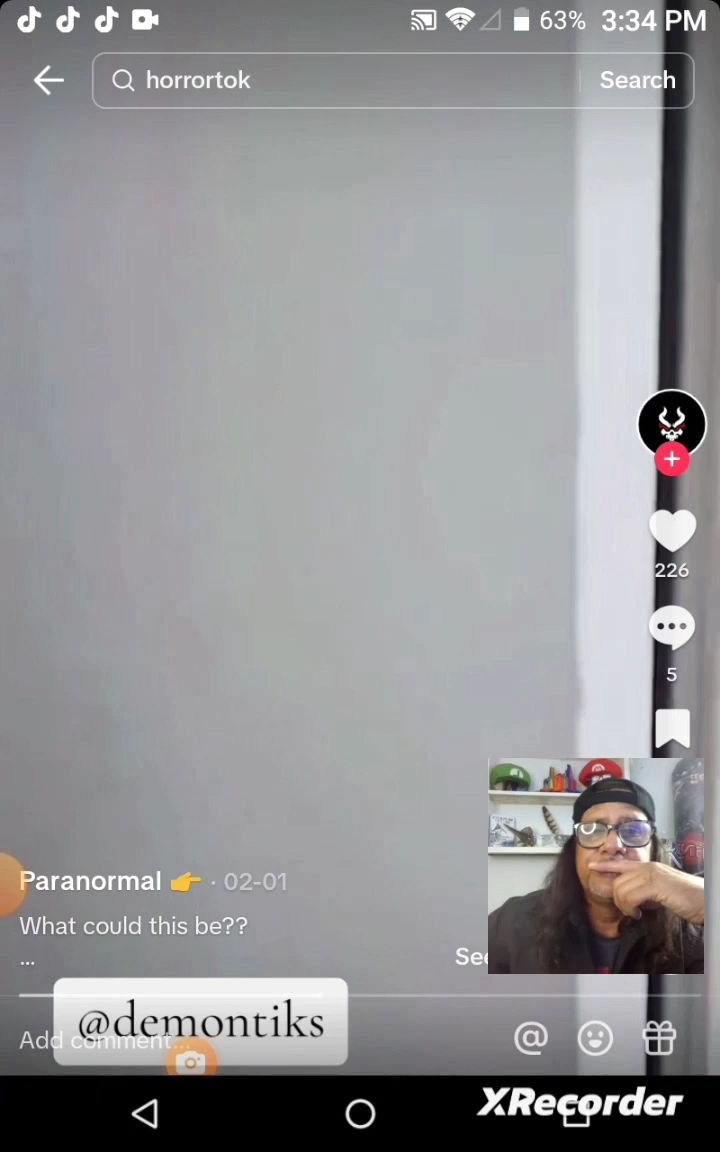 63% 3:34 PM
horrortok Search
226
5
Paranormal 👉 · 02-01
What could this be??
...
See
@demontiks
Add comment...
XRecorder